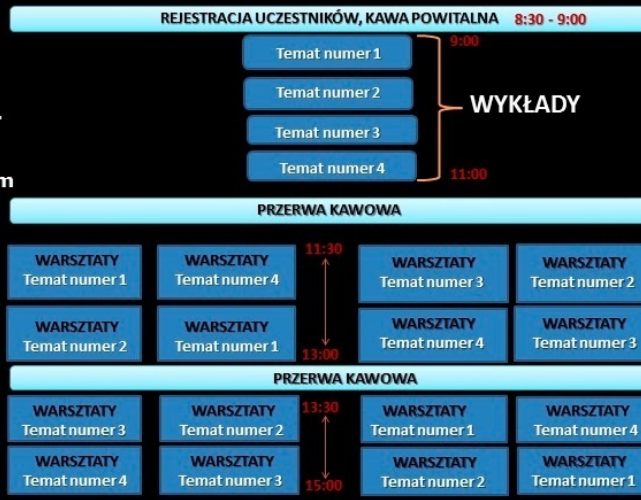 REJESTRACJA UCZESTNIKÓW, KAWA POWITALNA 8:30 - 9:00
9:00
Temat numer 1
Temat numer 2
WYKŁADY
Temat numer 3
Temat numer 4
11:00
m
PRZERWA KAWOWA
11:30
WARSZTATY WARSZTATY WARSZTATY WARSZTATY
Temat numer 1 Temat numer 4 Temat numer 3 Temat numer 2
WARSZTATY WARSZTATY WARSZTATY WARSZTATY
Temat numer 2 Temat numer 1 Temat numer 4 Temat numer 3
13:00
PRZERWA KAWOWA
13:30
WARSZTATY WARSZTATY WARSZTATY WARSZTATY
Temat numer 3 Temat numer 2 Temat numer 1 Temat numer 4
WARSZTATY WARSZTATY WARSZTATY WARSZTATY
Temat numer 4 Temat numer 3 Temat numer 2 Temat numer 1
15:00